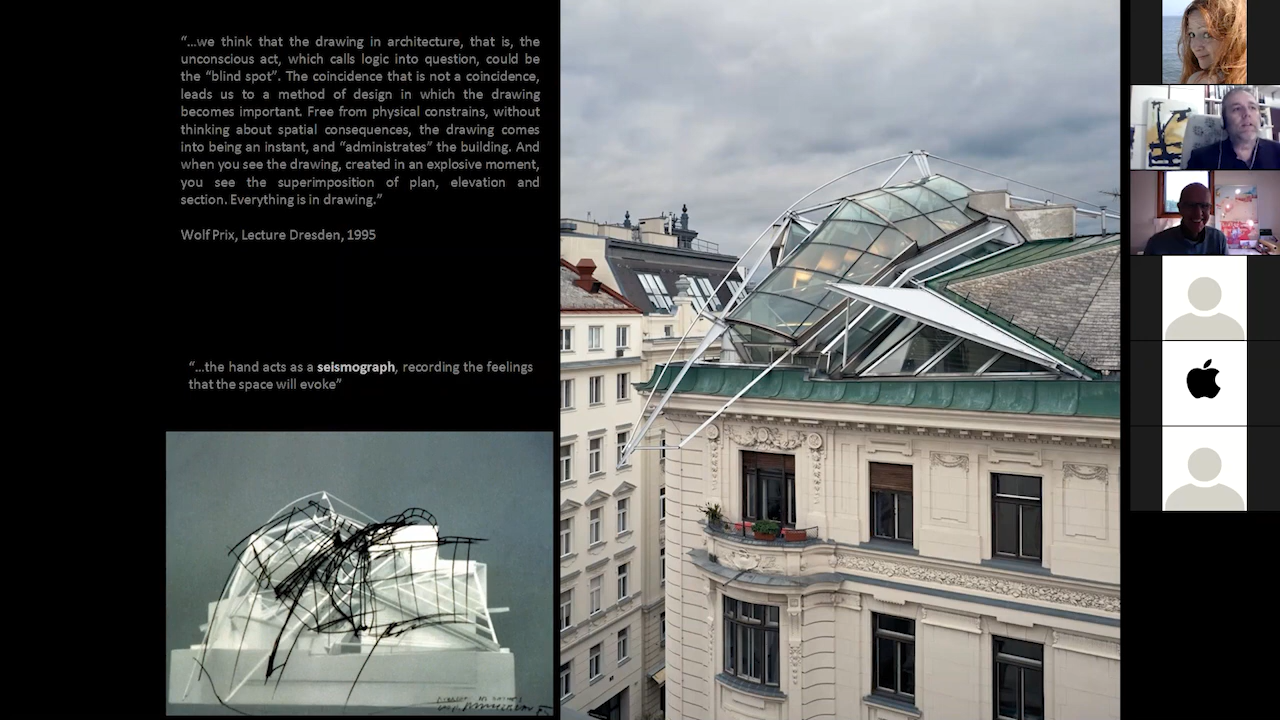 “...we think that the drawing in architecture, that is, the
unconscious act, which calls logic into question, could be
the “blind spot”. The coincidence that is not a coincidence,
leads us to a method of design in which the drawing
becomes important. Free from physical constrains, without
thinking about spatial consequences, the drawing comes
into being an instant, and “administrates” the building. And
when you see the drawing, created in an explosive moment,
you see the superimposition of plan, elevation and
section. Everything is in drawing.”
Wolf Prix, Lecture Dresden, 1995
“...the hand acts as a seismograph, recording the feelings
that the space will evoke”